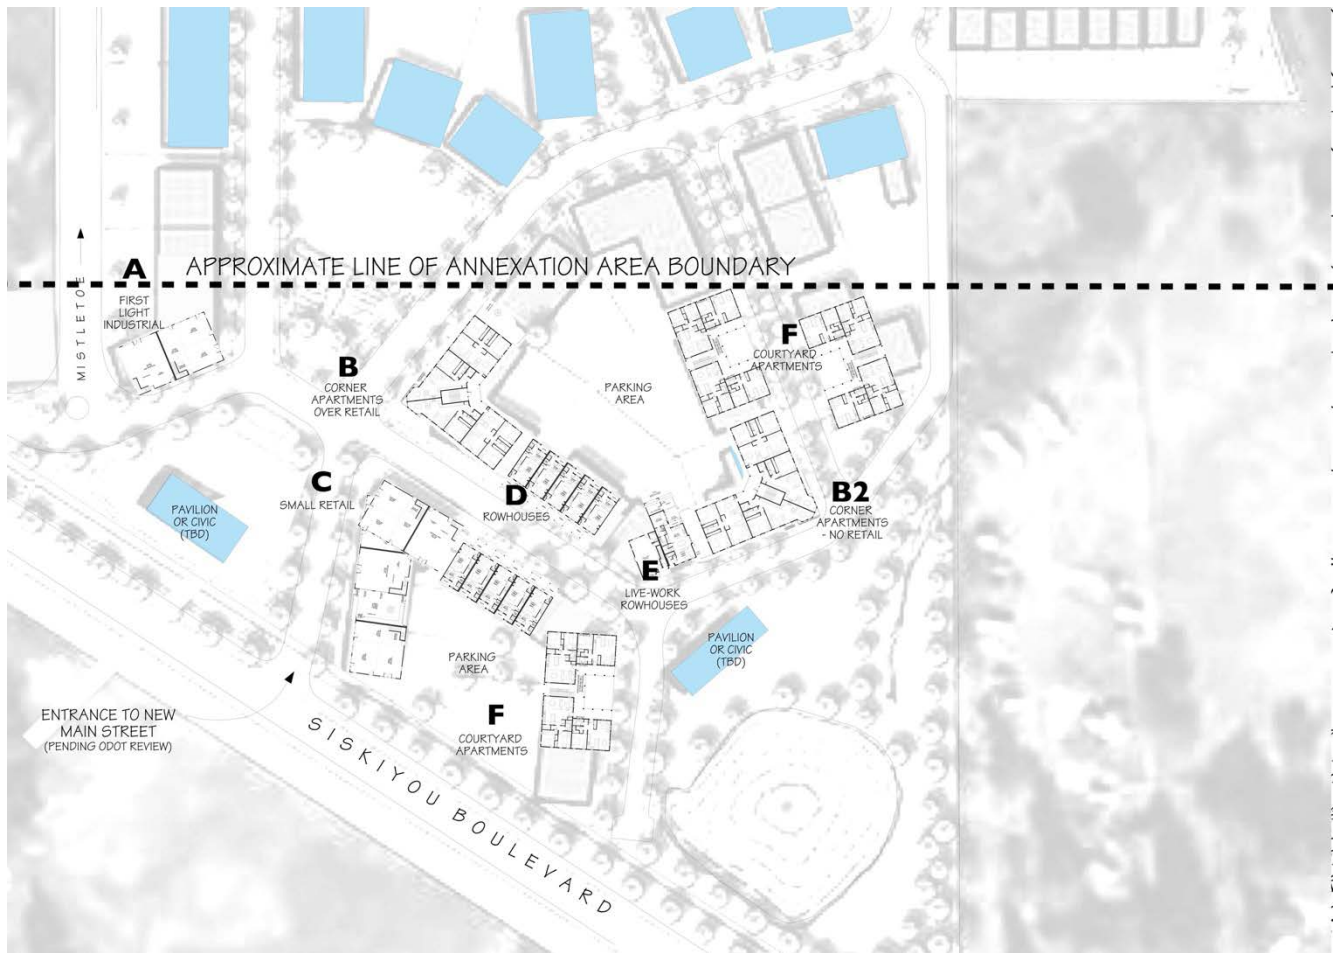 A
APPROXIMATE LINE OF ANNEXATION AREA BOUNDARY
MISTLETOE
FIRST
LIGHT
INDUSTRIAL
B
CORNER
APARTMENTS
OVER RETAIL
PARKING
AREA
F
COURTYARD
APARTMENTS
C
SMALL RETAIL
D
ROWHOUSES
B2
CORNER
APARTMENTS
- NO RETAIL
PAVILION
OR CIVIC
(TBD)
E
LIVE-WORK
ROWHOUSES
PAVILION
OR CIVIC
(TBD)
PARKING
AREA
F
COURTYARD
APARTMENTS
ENTRANCE TO NEW
MAIN STREET
(PENDING ODOT REVIEW)
SISKIYOU BOULEVARD